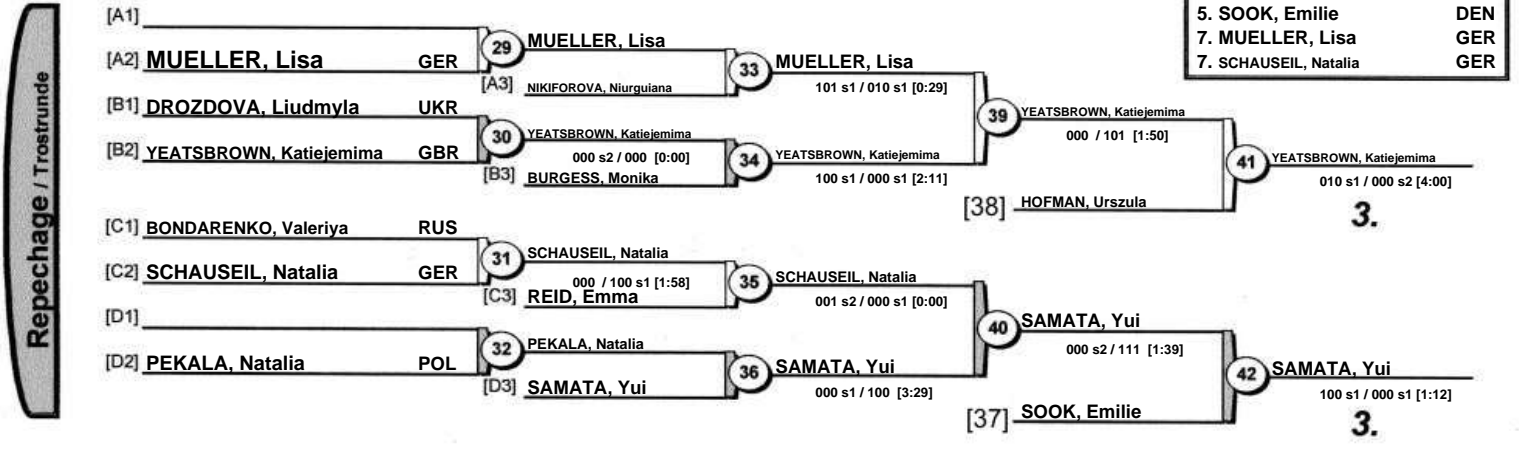 Repechage / Trostrunde
5. SOOK, Emilie DEN
7. MUELLER, Lisa GER
7. SCHAUSEIL, Natalia GER
[A1]
[A2] MUELLER, Lisa GER
29
MUELLER, Lisa
[A3] NIKIFOROVA, Niurguiana
33
MUELLER, Lisa
101 s1 / 010 s1 [0:29]
[B1] DROZDOVA, Liudmyla UKR
[B2] YEATSBROWN, Katiejemima GBR
30
YEATSBROWN, Katiejemima
000 s2 / 000 [0:00]
[B3] BURGESS, Monika
34
YEATSBROWN, Katiejemima
100 s1 / 000 s1 [2:11]
39
YEATSBROWN, Katiejemima
000 / 101 [1:50]
[38] HOFMAN, Urszula
41
YEATSBROWN, Katiejemima
010 s1 / 000 s2 [4:00]
3.
[C1] BONDARENKO, Valeriya RUS
[C2] SCHAUSEIL, Natalia GER
31
SCHAUSEIL, Natalia
000 / 100 s1 [1:58]
[C3] REID, Emma
35
SCHAUSEIL, Natalia
001 s2 / 000 s1 [0:00]
[D1]
[D2] PEKALA, Natalia POL
32
PEKALA, Natalia
[D3] SAMATA, Yui
36
SAMATA, Yui
000 s1 / 100 [3:29]
40
SAMATA, Yui
000 s2 / 111 [1:39]
[37] SOOK, Emilie
42
SAMATA, Yui
100 s1 / 000 s1 [1:12]
3.